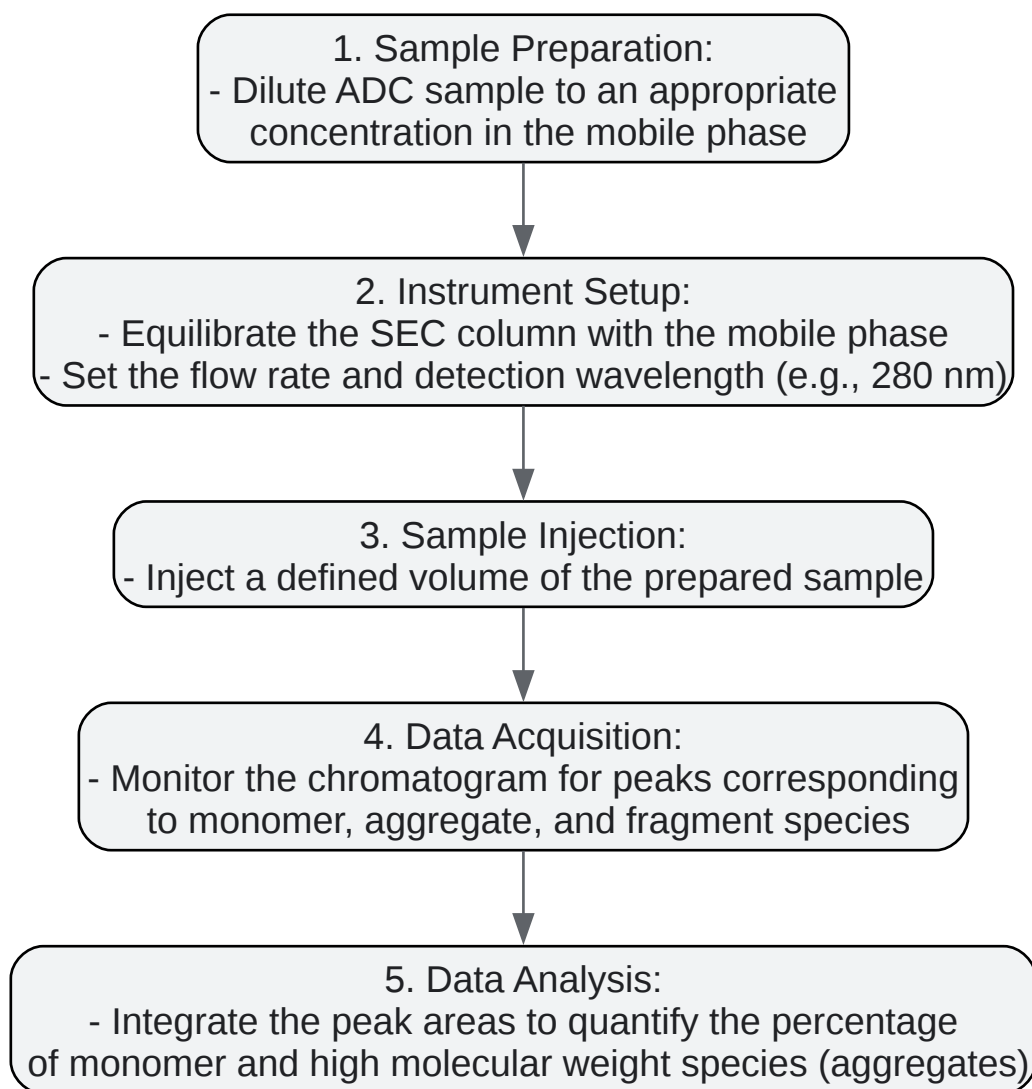 1. Sample Preparation:
- Dilute ADC sample to an appropriate
concentration in the mobile phase
2. Instrument Setup:
- Equilibrate the SEC column with the mobile phase
- Set the flow rate and detection wavelength (e.g., 280 nm)
3. Sample Injection:
- Inject a defined volume of the prepared sample
4. Data Acquisition:
- Monitor the chromatogram for peaks corresponding
to monomer, aggregate, and fragment species
5. Data Analysis:
- Integrate the peak areas to quantify the percentage
of monomer and high molecular weight species (aggregates)